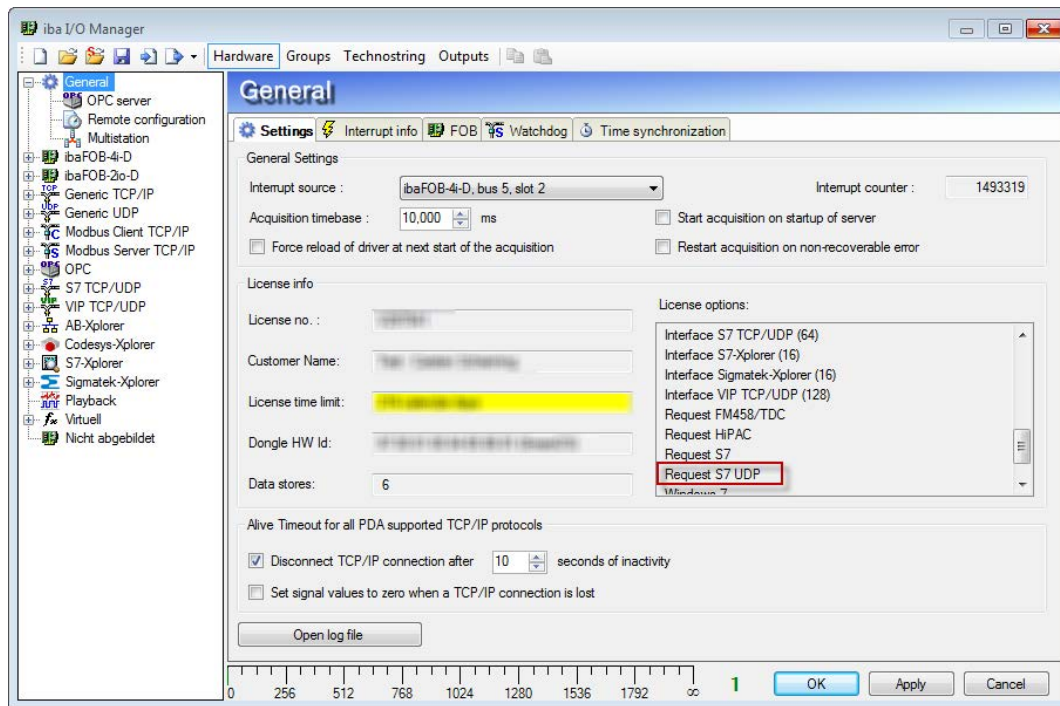 iba I/O Manager
Hardware Groups Technostring Outputs
General
OPC server
Remote configuration
Multistation
ibaFOB-4i-D
ibaFOB-2io-D
Generic TCP/IP
Generic UDP
Modbus Client TCP/IP
Modbus Server TCP/IP
OPC
S7 TCP/UDP
VIP TCP/UDP
AB-Xplorer
Codesys-Xplorer
S7-Xplorer
Sigmatek-Xplorer
Playback
Virtuell
Nicht abgebildet
General
Settings Interrupt info FOB Watchdog Time synchronization
General Settings
Interrupt source : ibaFOB-4i-D, bus 5, slot 2 Interrupt counter : 1493319
Acquisition timebase : 10,000 ms Start acquisition on startup of server
Force reload of driver at next start of the acquisition Restart acquisition on non-recoverable error
License info
License no. :
Customer Name:
License time limit:
Dongle HW Id:
Data stores: 6
License options:
Interface S7 TCP/UDP (64)
Interface S7-Xplorer (16)
Interface Sigmatek-Xplorer (16)
Interface VIP TCP/UDP (128)
Request FM458/TDC
Request HiPAC
Request S7
Request S7 UDP
Windows 7
Alive Timeout for all PDA supported TCP/IP protocols
Disconnect TCP/IP connection after 10 seconds of inactivity
Set signal values to zero when a TCP/IP connection is lost
Open log file
0 256 512 768 1024 1280 1536 1792 ∞ 1 OK Apply Cancel